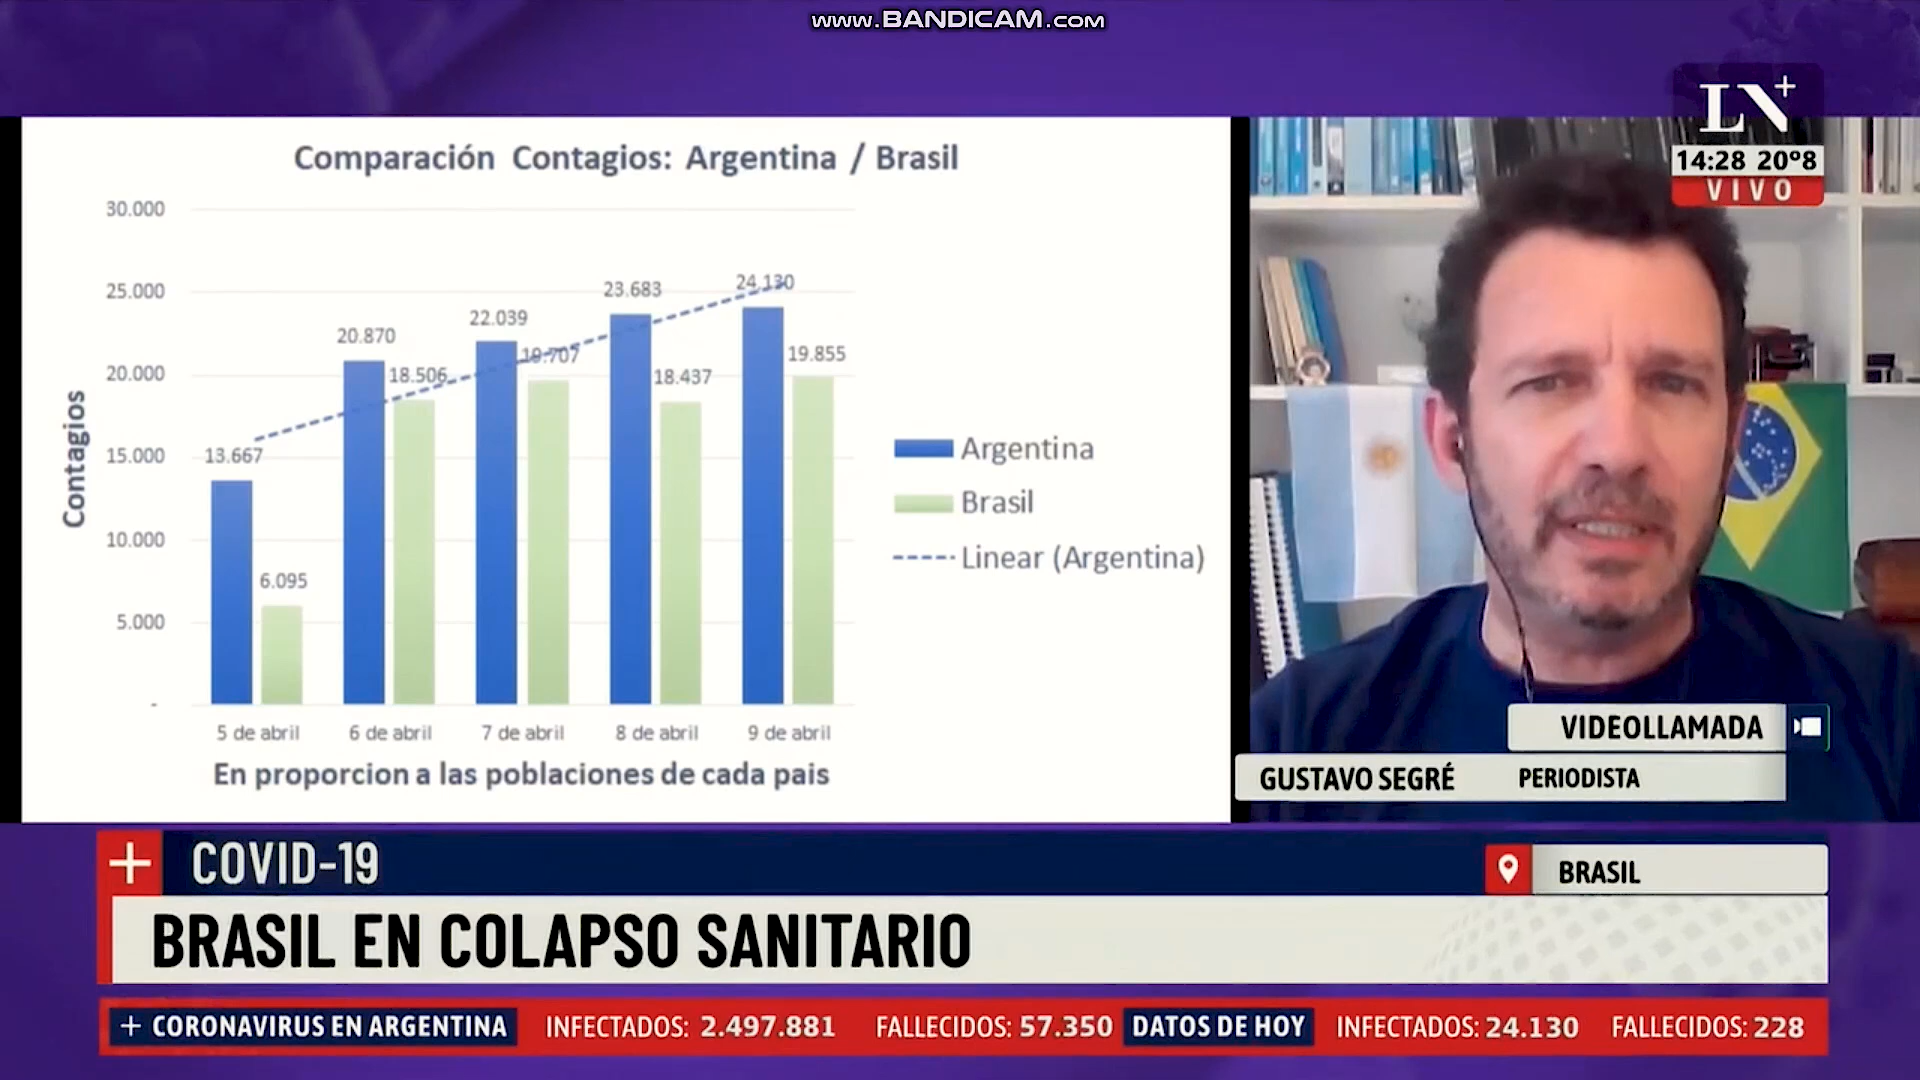 www.BANDICAM.com
LN+
14:28 20º8
VIVO
Comparación Contagios: Argentina / Brasil
30.000
25.000
20.000
15.000
10.000
5.000
-
Contagios
13.667
6.095
20.870
18.506
22.039
19.707
23.683
18.437
24.130
19.855
5 de abril
6 de abril
7 de abril
8 de abril
9 de abril
En proporcion a las poblaciones de cada pais
Argentina
Brasil
Linear (Argentina)
VIDEOLLAMADA
GUSTAVO SEGRÉ PERIODISTA
+ COVID-19
BRASIL
BRASIL EN COLAPSO SANITARIO
+ CORONAVIRUS EN ARGENTINA INFECTADOS: 2.497.881 FALLECIDOS: 57.350 DATOS DE HOY INFECTADOS: 24.130 FALLECIDOS: 228